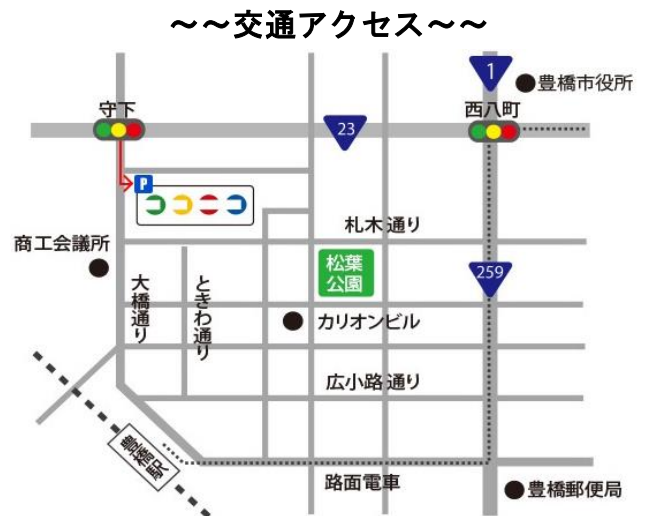 ～～交通アクセス～～
1
豊橋市役所
守下
西八町
23
P
商工会議所
札木通り
松葉
公園
259
大橋通り
ときわ通り
カリオンビル
広小路通り
豊橋駅
路面電車
豊橋郵便局